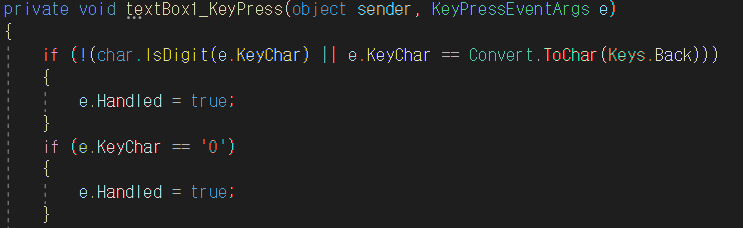 private void textBox1_KeyPress(object sender, KeyPressEventArgs e)
{
if (!(char.IsDigit(e.KeyChar) || e.KeyChar == Convert.ToChar(Keys.Back)))
{
e.Handled = true;
}
if (e.KeyChar == '0')
{
e.Handled = true;
}